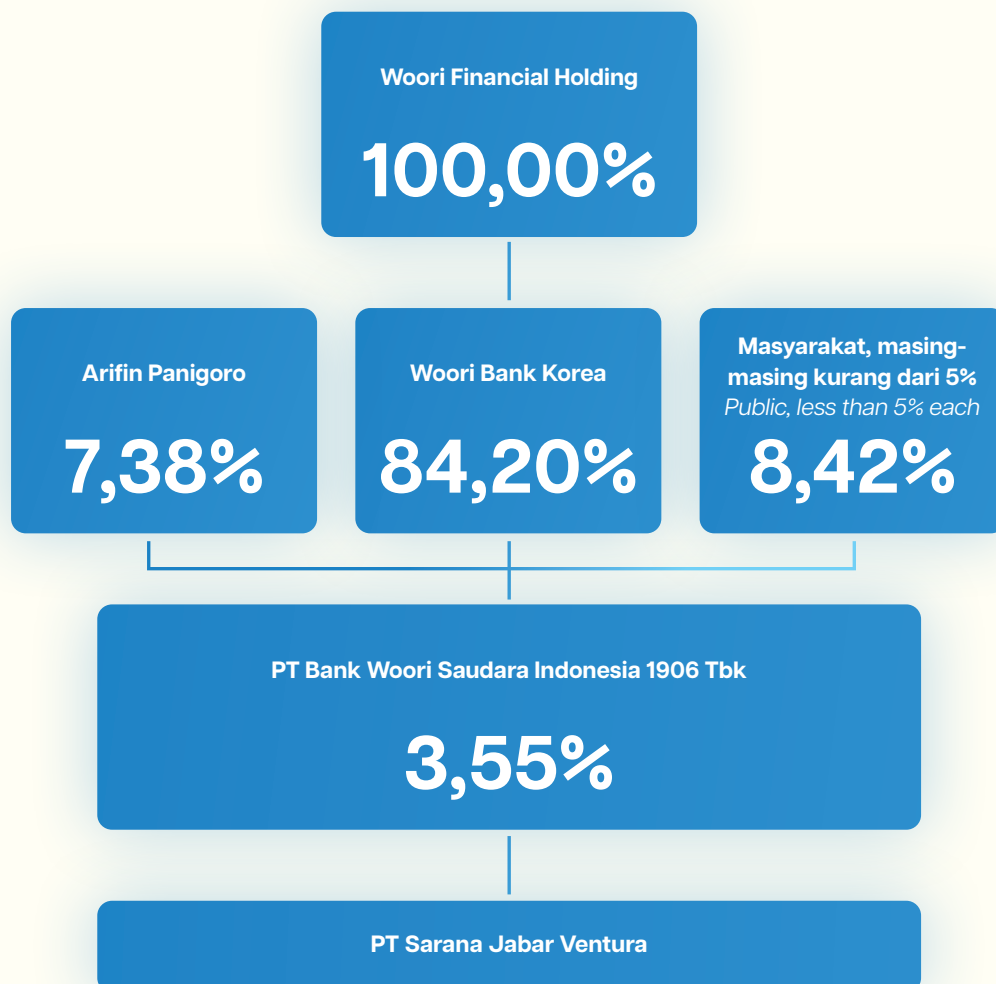 Woori Financial Holding
100,00%
Arifin Panigoro
7,38%
Woori Bank Korea
84,20%
Masyarakat, masing-
masing kurang dari 5%
Public, less than 5% each
8,42%
PT Bank Woori Saudara Indonesia 1906 Tbk
3,55%
PT Sarana Jabar Ventura